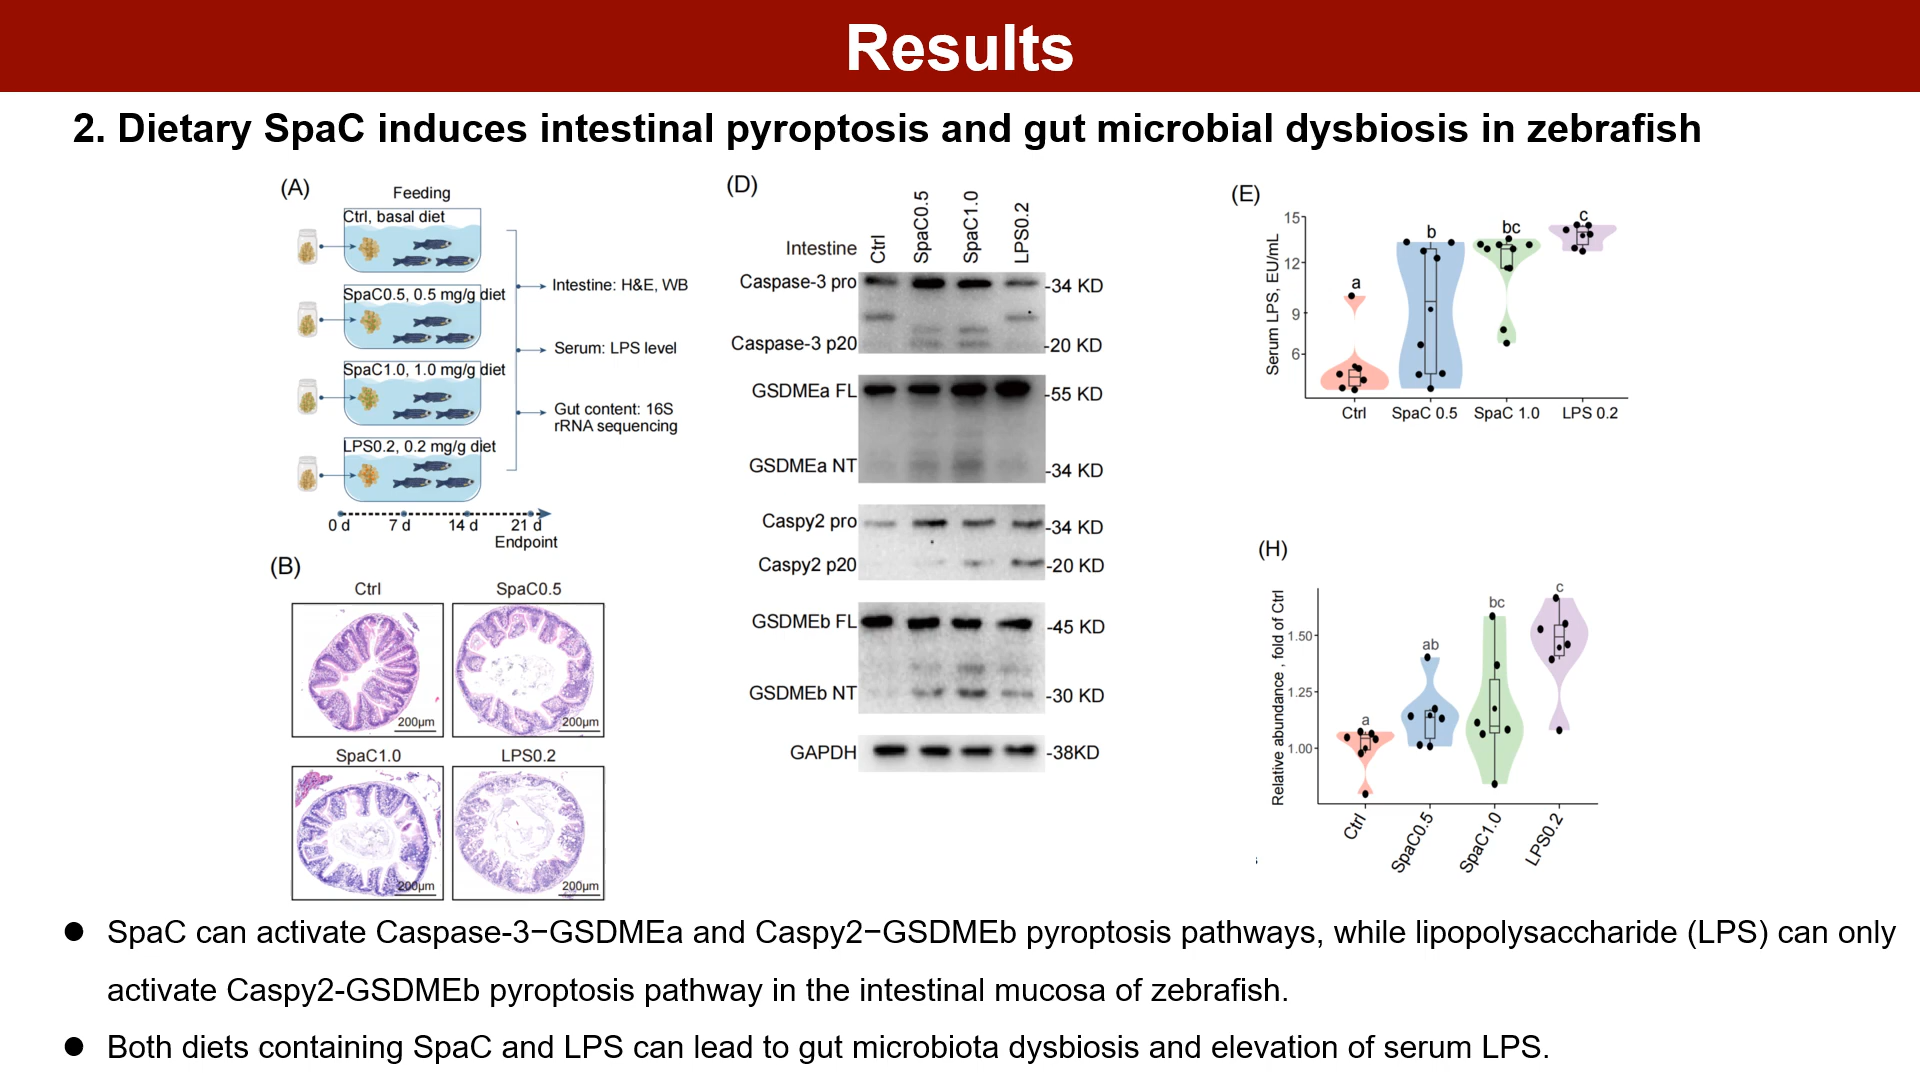 Results
2. Dietary SpaC induces intestinal pyroptosis and gut microbial dysbiosis in zebrafish
(A)
Feeding
Ctrl, basal diet
SpaC0.5, 0.5 mg/g diet
SpaC1.0, 1.0 mg/g diet
LPS0.2, 0.2 mg/g diet
Intestine: H&E, WB
Serum: LPS level
Gut content: 16S
rRNA sequencing
0 d 7 d 14 d 21 d
Endpoint
(B)
Ctrl SpaC0.5
200μm 200μm
SpaC1.0 LPS0.2
200μm 200μm
(D)
Intestine Ctrl SpaC0.5 SpaC1.0 LPS0.2
Caspase-3 pro -34 KD
Caspase-3 p20 -20 KD
GSDMEa FL -55 KD
GSDMEa NT -34 KD
Caspy2 pro -34 KD
Caspy2 p20 -20 KD
GSDMEb FL -45 KD
GSDMEb NT -30 KD
GAPDH -38KD
(E)
Serum LPS, EU/mL
15
12
9
6
a b bc c
Ctrl SpaC 0.5 SpaC 1.0 LPS 0.2
(H)
Relative abundance , fold of Ctrl
1.50
1.25
1.00
a ab bc c
Ctrl SpaC0.5 SpaC1.0 LPS0.2
● SpaC can activate Caspase-3−GSDMEa and Caspy2−GSDMEb pyroptosis pathways, while lipopolysaccharide (LPS) can only
activate Caspy2-GSDMEb pyroptosis pathway in the intestinal mucosa of zebrafish.
● Both diets containing SpaC and LPS can lead to gut microbiota dysbiosis and elevation of serum LPS.